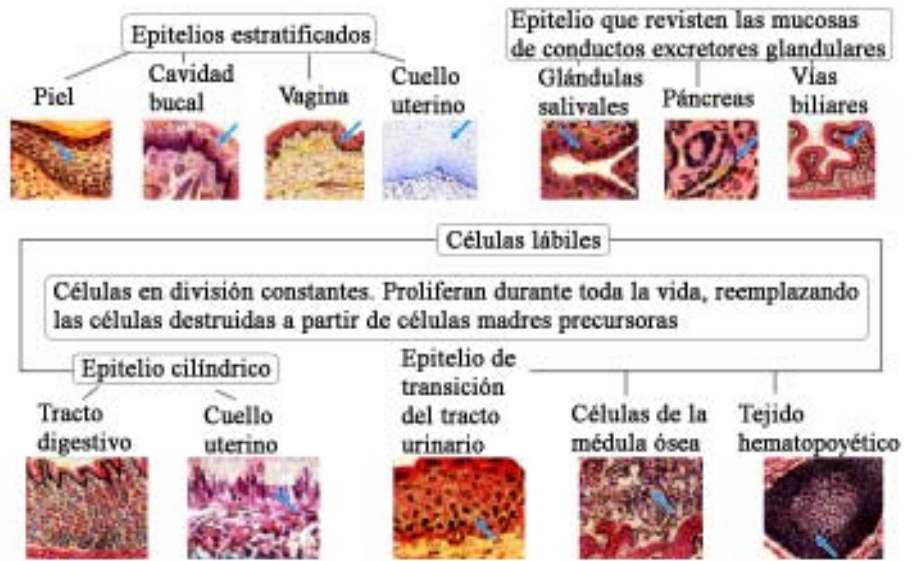 Epitelios estratificados
Piel
Cavidad
bucal
Vagina
Cuello
uterino
Epitelio que revisten las mucosas
de conductos excretores glandulares
Glándulas
salivales
Páncreas
Vías
biliares
Células lábiles
Células en división constantes. Proliferan durante toda la vida, reemplazando
las células destruidas a partir de células madres precursoras
Epitelio cilíndrico
Tracto
digestivo
Cuello
uterino
Epitelio de
transición
del tracto
urinario
Células de la
médula ósea
Tejido
hematopoyético